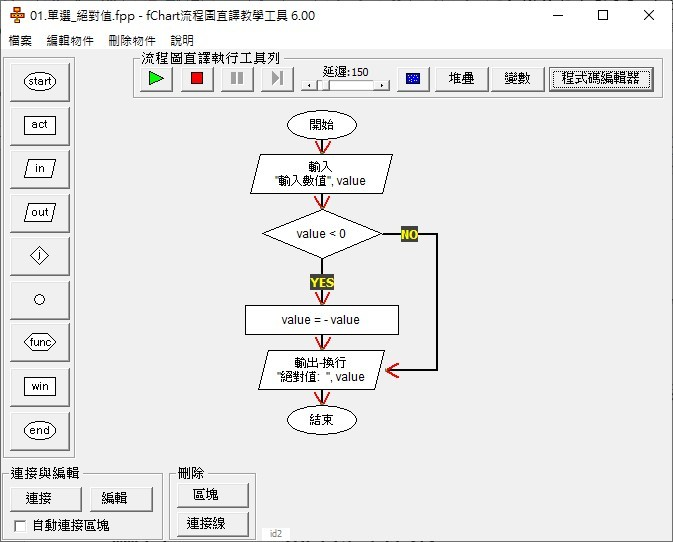 01.單選_絕對值.fpp - fChart流程圖直譯教學工具 6.00
檔案 編輯物件 刪除物件 說明
流程圖直譯執行工具列
延遲:150
堆疊
變數
程式碼編輯器
start
act
in
out
j
func
win
end
開始
輸入
"輸入數值", value
value < 0
NO
YES
value = - value
輸出-換行
"絕對值: ", value
結束
連接與編輯
連接
編輯
自動連接區塊
刪除
區塊
連接線
id2